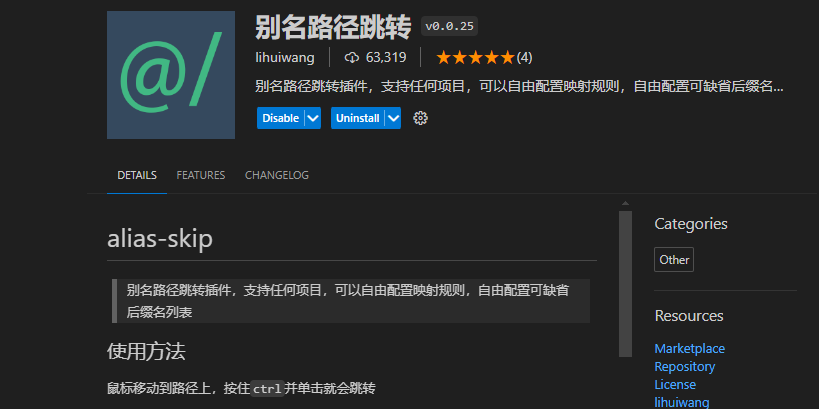 @/
别名路径跳转 v0.0.25
lihuiwang 63,319 (4)
别名路径跳转插件，支持任何项目，可以自由配置映射规则，自由配置可缺省后缀名...
Disable Uninstall
DETAILS FEATURES CHANGELOG
alias-skip
别名路径跳转插件，支持任何项目，可以自由配置映射规则，自由配置可缺省
后缀名列表
使用方法
鼠标移动到路径上，按住ctrl并单击就会跳转
Categories
Other
Resources
Marketplace
Repository
License
lihuiwang